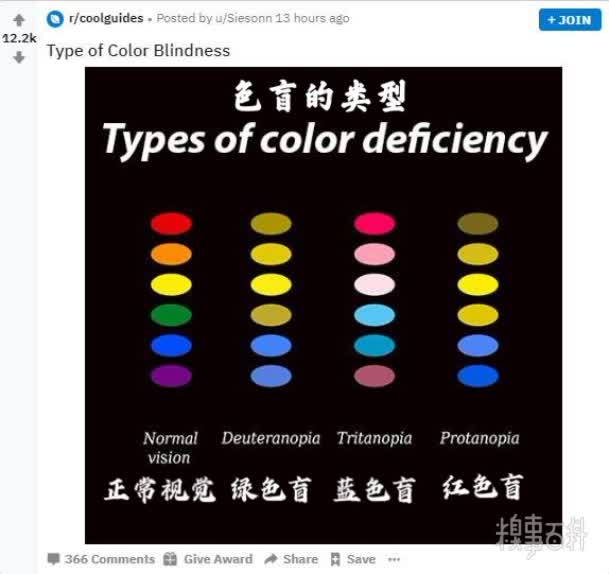 r/coolguides • Posted by u/Siesonn 13 hours ago
+ JOIN
12.2k
Type of Color Blindness
色盲的类型
Types of color deficiency
Normal vision
Deuteranopia
Tritanopia
Protanopia
正常视觉
绿色盲
蓝色盲
红色盲
糗事百科
366 Comments
Give Award
Share
Save